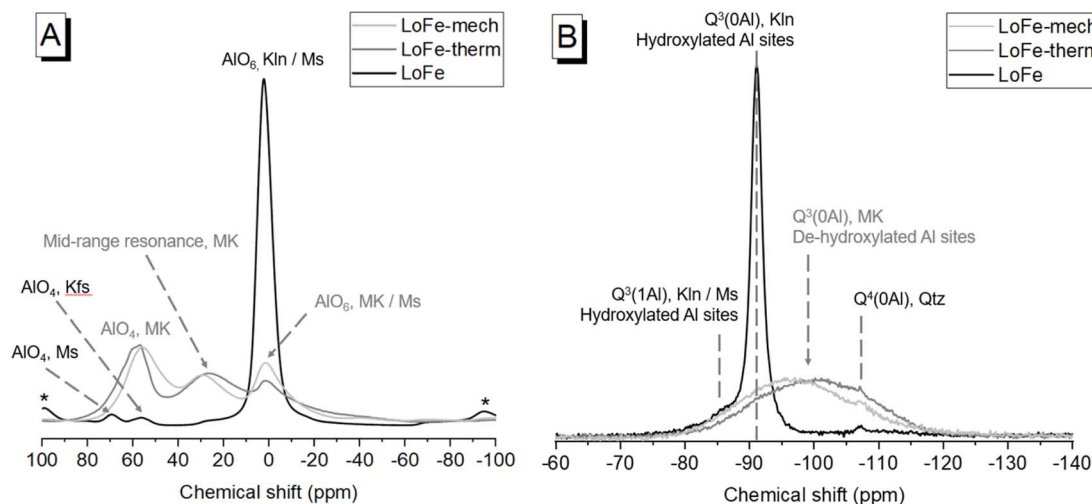 A
LoFe-mech
LoFe-therm
LoFe
AlO₆, Kln / Ms
Mid-range resonance, MK
AlO₄, Kfs
AlO₄, MK
AlO₆, MK / Ms
AlO₄, Ms
*
*
100 80 60 40 20 0 -20 -40 -60 -80 -100
Chemical shift (ppm)
B
Q³(0Al), Kln
Hydroxylated Al sites
LoFe-mech
LoFe-therm
LoFe
Q³(0Al), MK
De-hydroxylated Al sites
Q³(1Al), Kln / Ms
Hydroxylated Al sites
Q⁴(0Al), Qtz
-60 -70 -80 -90 -100 -110 -120 -130 -140
Chemical shift (ppm)